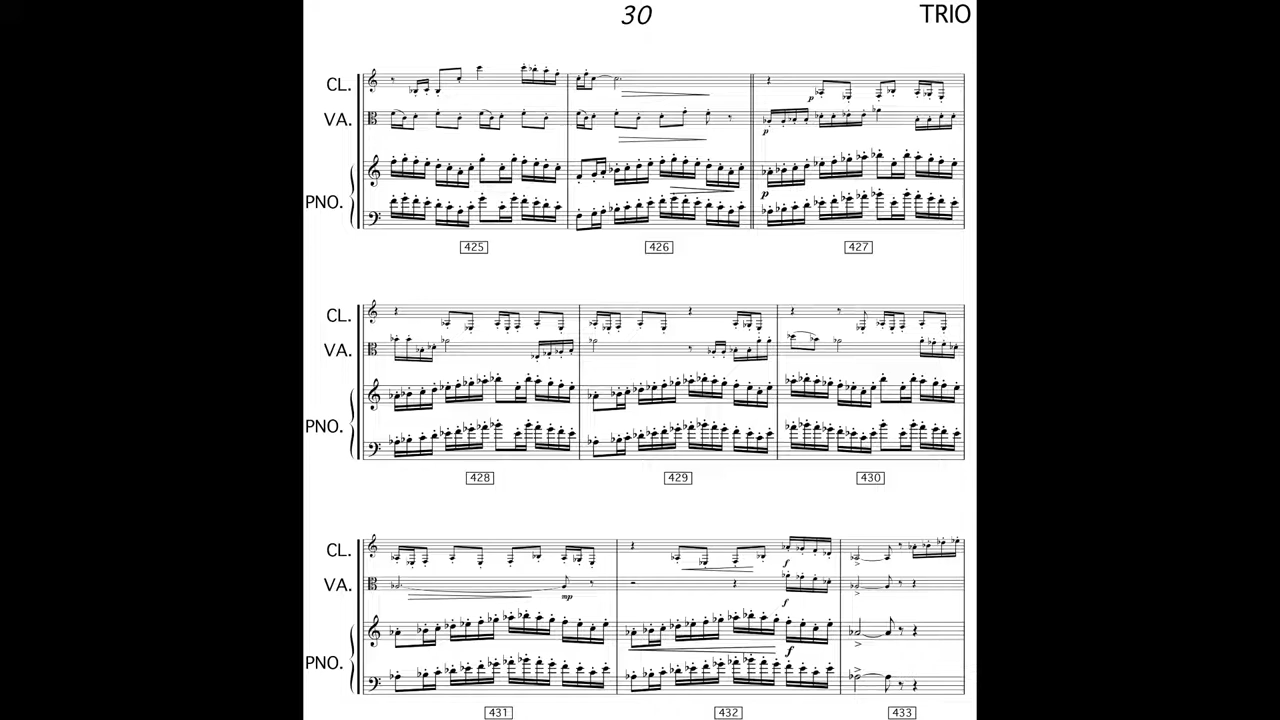 30 TRIO
CL.
VA.
p
p
PNO.
p
425 426 427
CL.
VA.
PNO.
428 429 430
CL.
f
VA.
mp f
f
PNO.
431 432 433